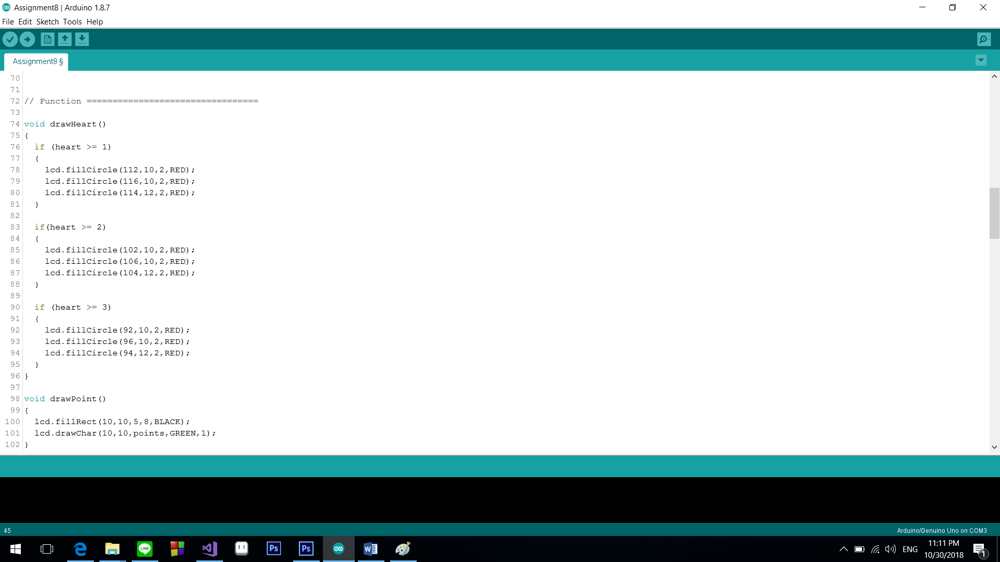 Assignment8 | Arduino 1.8.7
File Edit Sketch Tools Help
Assignment8 §
70
71
72 // Function =================================
73
74 void drawHeart()
75 {
76   if (heart >= 1)
77   {
78     lcd.fillCircle(112,10,2,RED);
79     lcd.fillCircle(116,10,2,RED);
80     lcd.fillCircle(114,12,2,RED);
81   }
82
83   if(heart >= 2)
84   {
85     lcd.fillCircle(102,10,2,RED);
86     lcd.fillCircle(106,10,2,RED);
87     lcd.fillCircle(104,12,2,RED);
88   }
89
90   if (heart >= 3)
91   {
92     lcd.fillCircle(92,10,2,RED);
93     lcd.fillCircle(96,10,2,RED);
94     lcd.fillCircle(94,12,2,RED);
95   }
96 }
97
98 void drawPoint()
99 {
100   lcd.fillRect(10,10,5,8,BLACK);
101   lcd.drawChar(10,10,points,GREEN,1);
102 }
45
Arduino/Genuino Uno on COM3
LINE
Ps
Ps
W
ENG
11:11 PM
10/30/2018
1